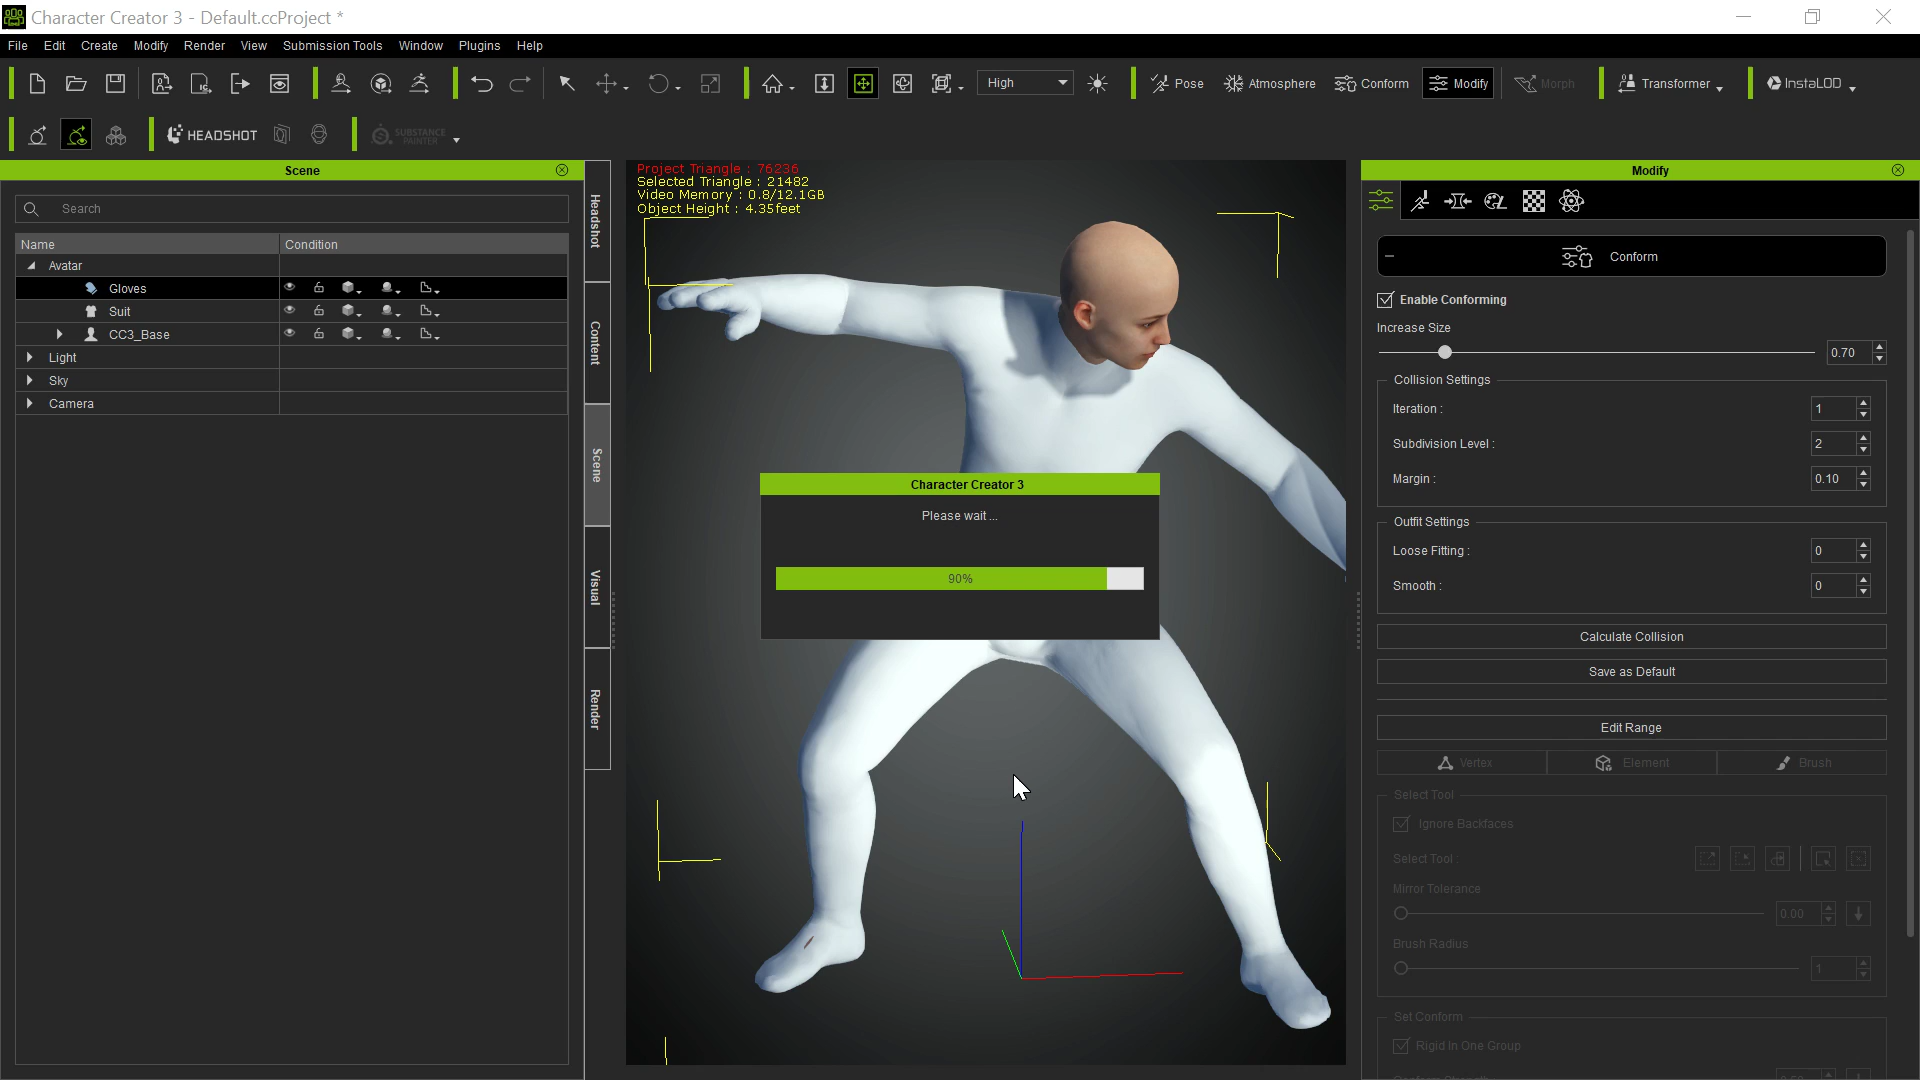 Character Creator 3 - Default.ccProject *
File Edit Create Modify Render View Submission Tools Window Plugins Help
High Pose Atmosphere Conform Modify Morph Transformer InstaLOD
HEADSHOT SUBSTANCE PAINTER
Scene
Search
Name Condition
Avatar
Gloves
Suit
CC3_Base
Light
Sky
Camera
Headshot
Content
Scene
Visual
Render
Project Triangle : 76236
Selected Triangle : 21482
Video Memory : 0.8/12.1GB
Object Height : 4.35feet
Character Creator 3
Please wait ...
90%
Modify
Conform
Enable Conforming
Increase Size
0.70
Collision Settings
Iteration : 1
Subdivision Level : 2
Margin : 0.10
Outfit Settings
Loose Fitting : 0
Smooth : 0
Calculate Collision
Save as Default
Edit Range
Vertex Element Brush
Select Tool
Ignore Backfaces
Select Tool :
Mirror Tolerance
0.00
Brush Radius
1
Set Conform
Rigid In One Group